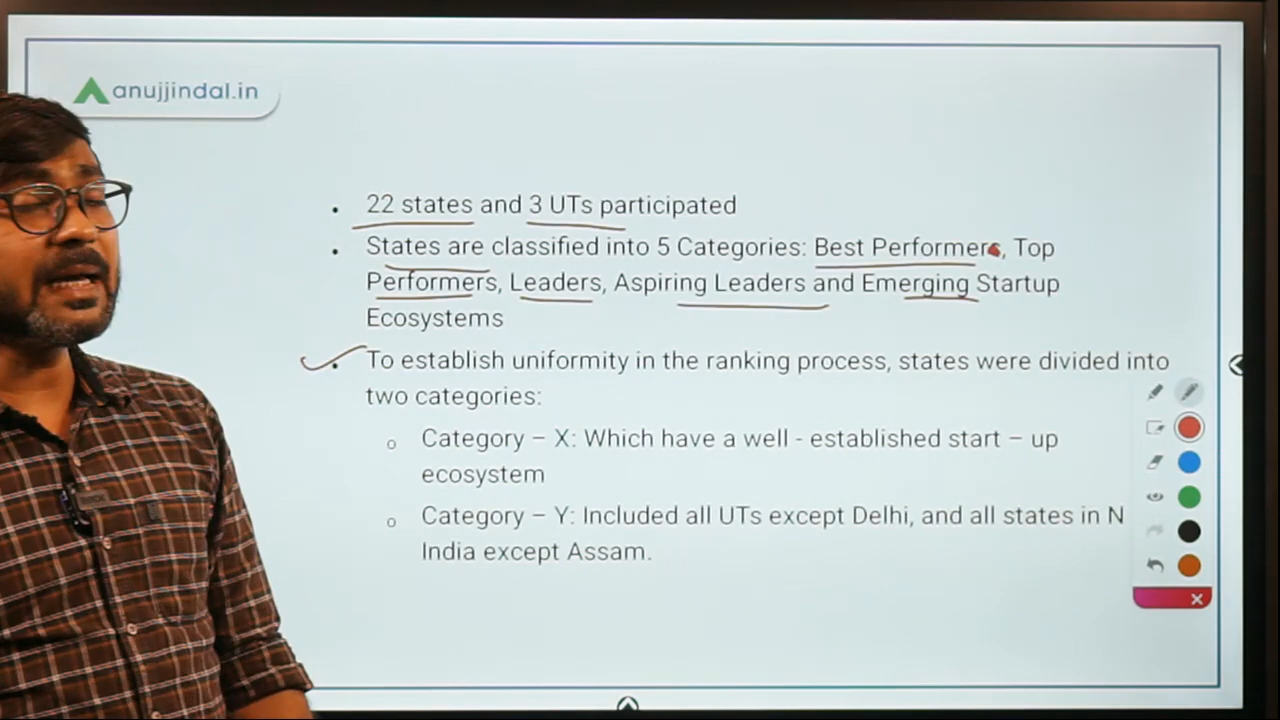 anujjindal.in
22 states and 3 UTs participated
States are classified into 5 Categories: Best Performers, Top
Performers, Leaders, Aspiring Leaders and Emerging Startup
Ecosystems
To establish uniformity in the ranking process, states were divided into
two categories:
Category – X: Which have a well - established start – up
ecosystem
Category – Y: Included all UTs except Delhi, and all states in N
India except Assam.